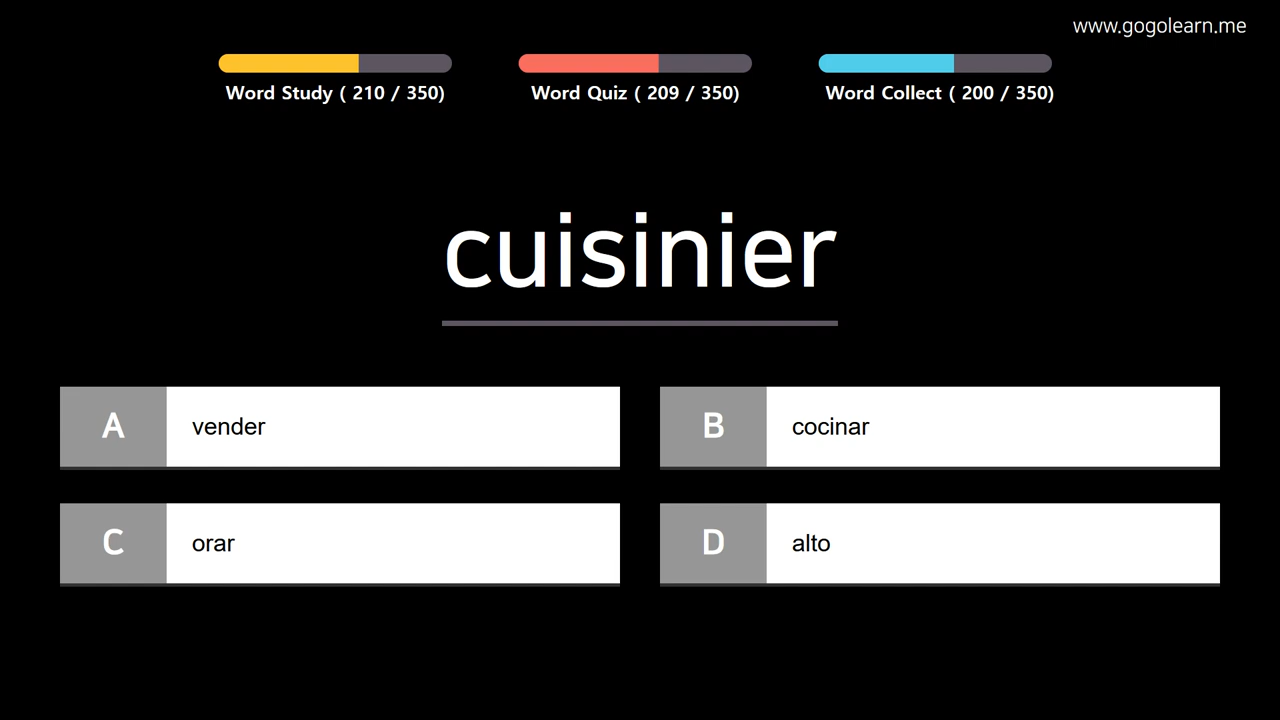 www.gogolearn.me
Word Study ( 210 / 350)
Word Quiz ( 209 / 350)
Word Collect ( 200 / 350)
cuisinier
A vender
B cocinar
C orar
D alto